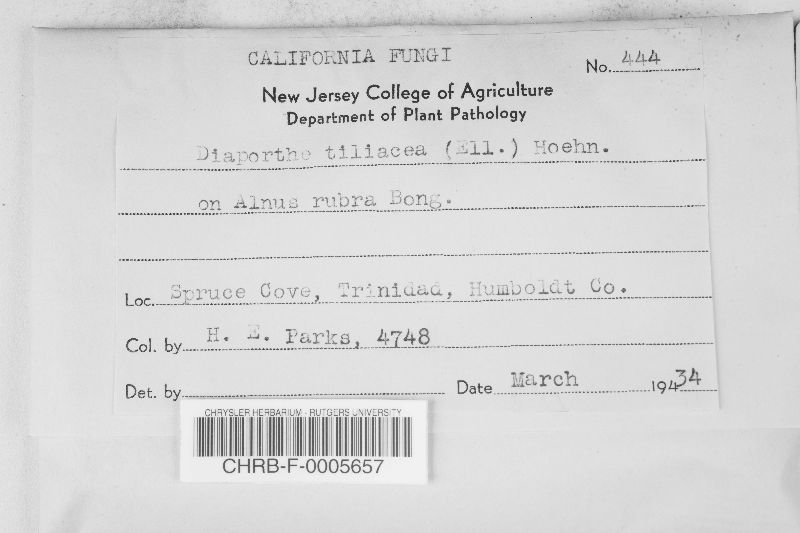 CALIFORNIA FUNGI
No. 444
New Jersey College of Agriculture
Department of Plant Pathology
Diaporthe tiliacea (Ell.) Hoehn.
on Alnus rubra Bong.
Loc. Spruce Cove, Trinidad, Humboldt Co.
Col. by H. E. Parks, 4748
Det. by Date March 19434
CHRYSLER HERBARIUM - RUTGERS UNIVERSITY
CHRB-F-0005657